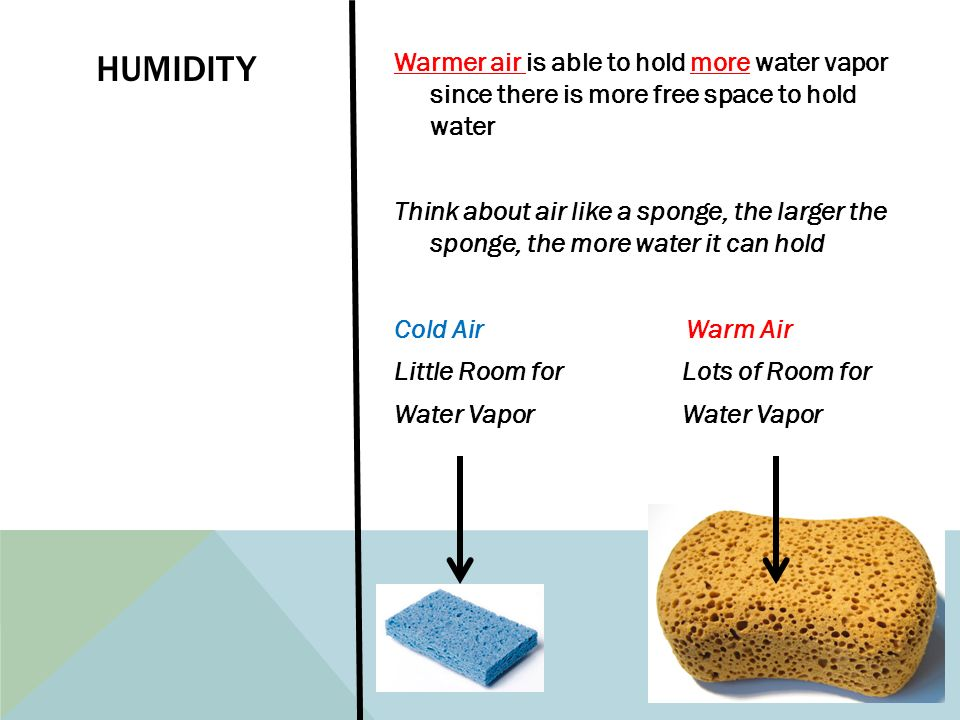 HUMIDITY
Warmer air is able to hold more water vapor
since there is more free space to hold
water
Think about air like a sponge, the larger the
sponge, the more water it can hold
Cold Air Warm Air
Little Room for Lots of Room for
Water Vapor Water Vapor